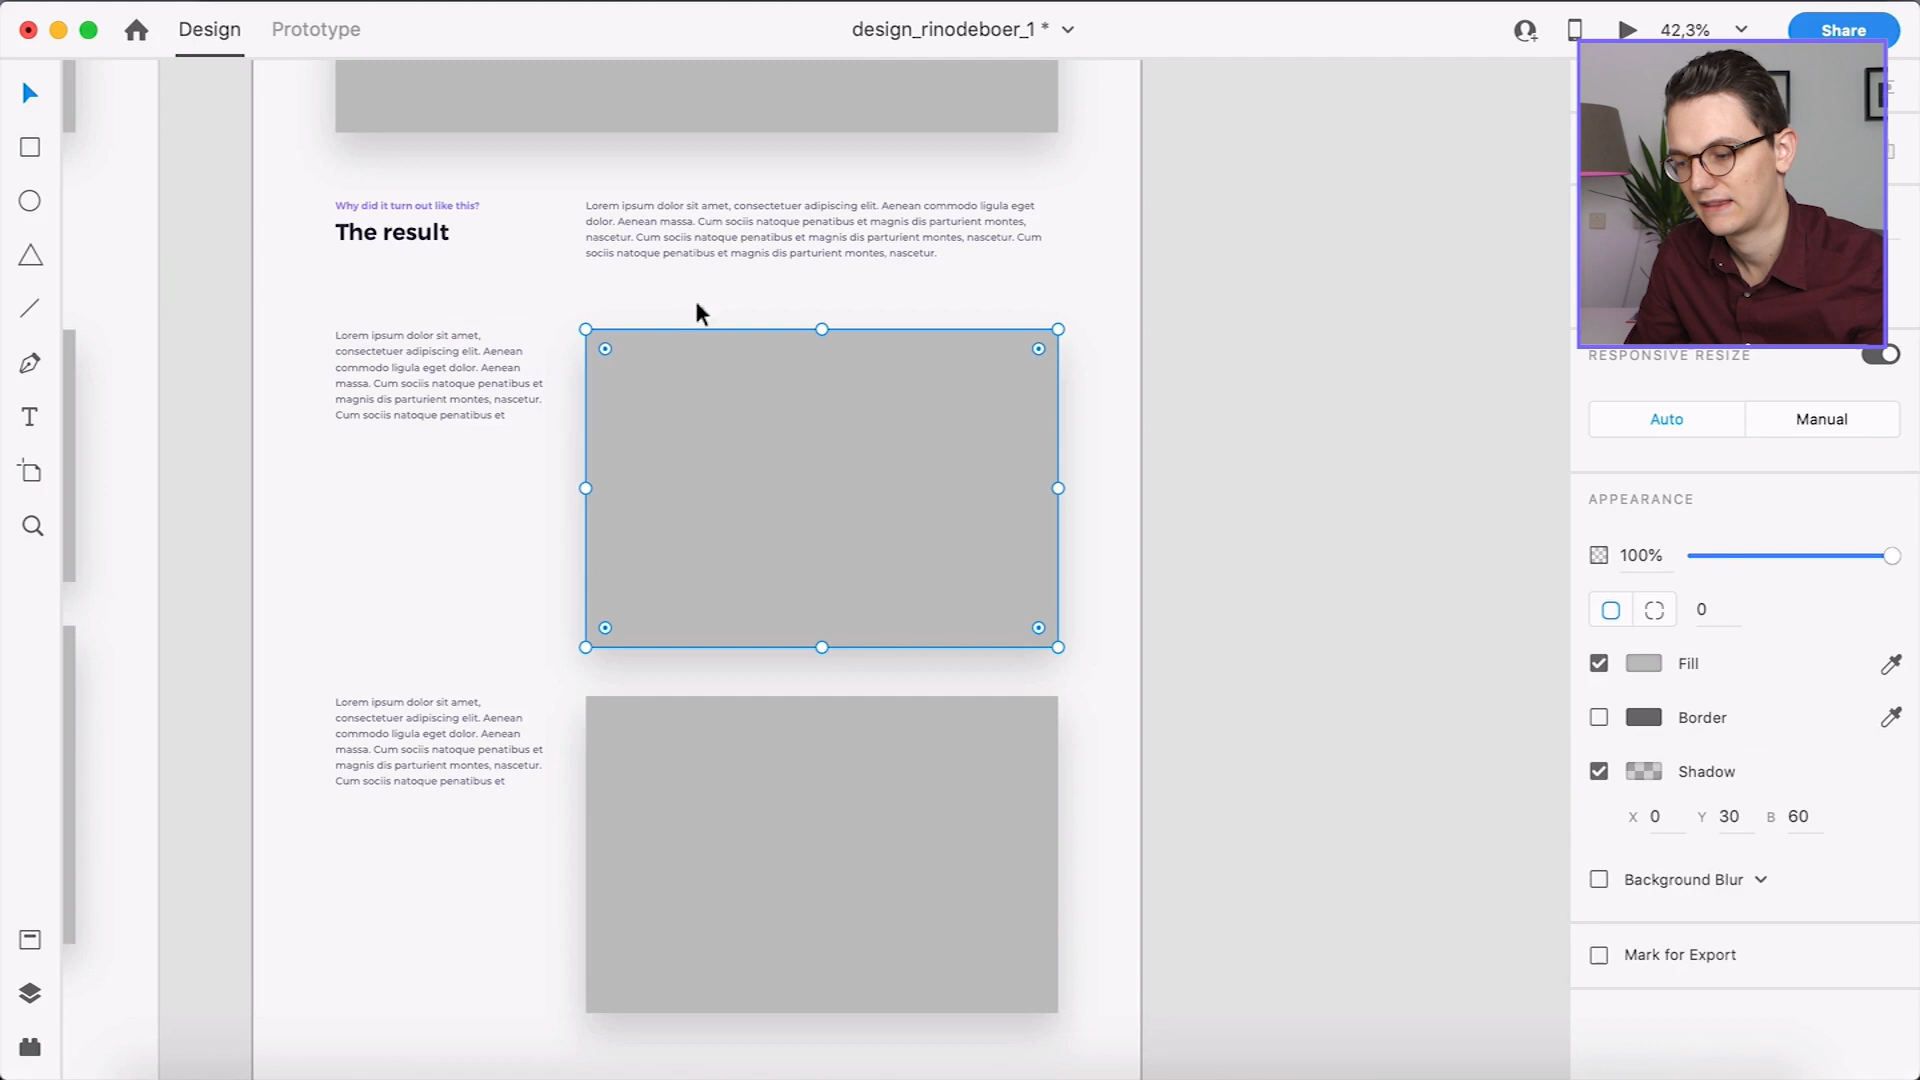 Design
Prototype
design_rinodeboer_1 *
42,3%
Share
Why did it turn out like this?
The result
Lorem ipsum dolor sit amet, consectetuer adipiscing elit. Aenean commodo ligula eget
dolor. Aenean massa. Cum sociis natoque penatibus et magnis dis parturient montes,
nascetur. Cum sociis natoque penatibus et magnis dis parturient montes, nascetur. Cum
sociis natoque penatibus et magnis dis parturient montes, nascetur.
Lorem ipsum dolor sit amet,
consectetuer adipiscing elit. Aenean
commodo ligula eget dolor. Aenean
massa. Cum sociis natoque penatibus et
magnis dis parturient montes, nascetur.
Cum sociis natoque penatibus et
Lorem ipsum dolor sit amet,
consectetuer adipiscing elit. Aenean
commodo ligula eget dolor. Aenean
massa. Cum sociis natoque penatibus et
magnis dis parturient montes, nascetur.
Cum sociis natoque penatibus et
RESPONSIVE RESIZE
Auto
Manual
APPEARANCE
100%
0
Fill
Border
Shadow
X 0 Y 30 B 60
Background Blur
Mark for Export